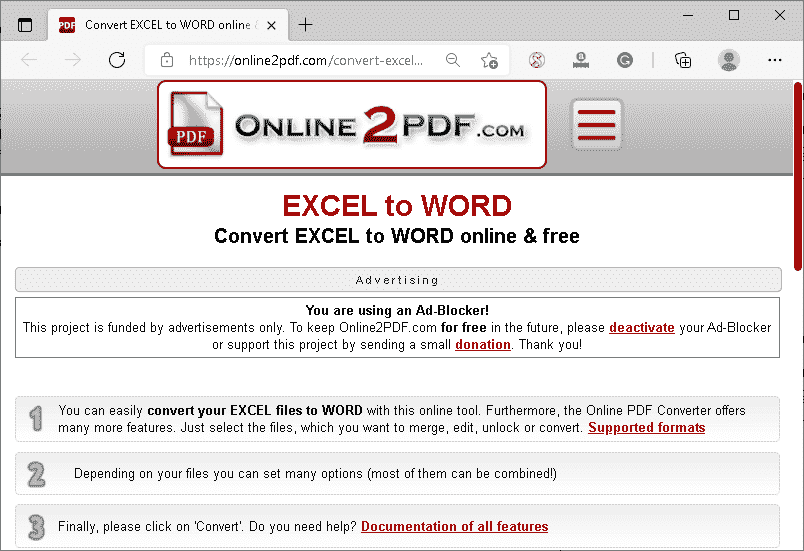 Convert EXCEL to WORD online &
https://online2pdf.com/convert-excel...
PDF ONLINE2PDF.COM
EXCEL to WORD
Convert EXCEL to WORD online & free
Advertising
You are using an Ad-Blocker!
This project is funded by advertisements only. To keep Online2PDF.com for free in the future, please deactivate your Ad-Blocker
or support this project by sending a small donation. Thank you!
1 You can easily convert your EXCEL files to WORD with this online tool. Furthermore, the Online PDF Converter offers
many more features. Just select the files, which you want to merge, edit, unlock or convert. Supported formats
2 Depending on your files you can set many options (most of them can be combined!)
3 Finally, please click on 'Convert'. Do you need help? Documentation of all features